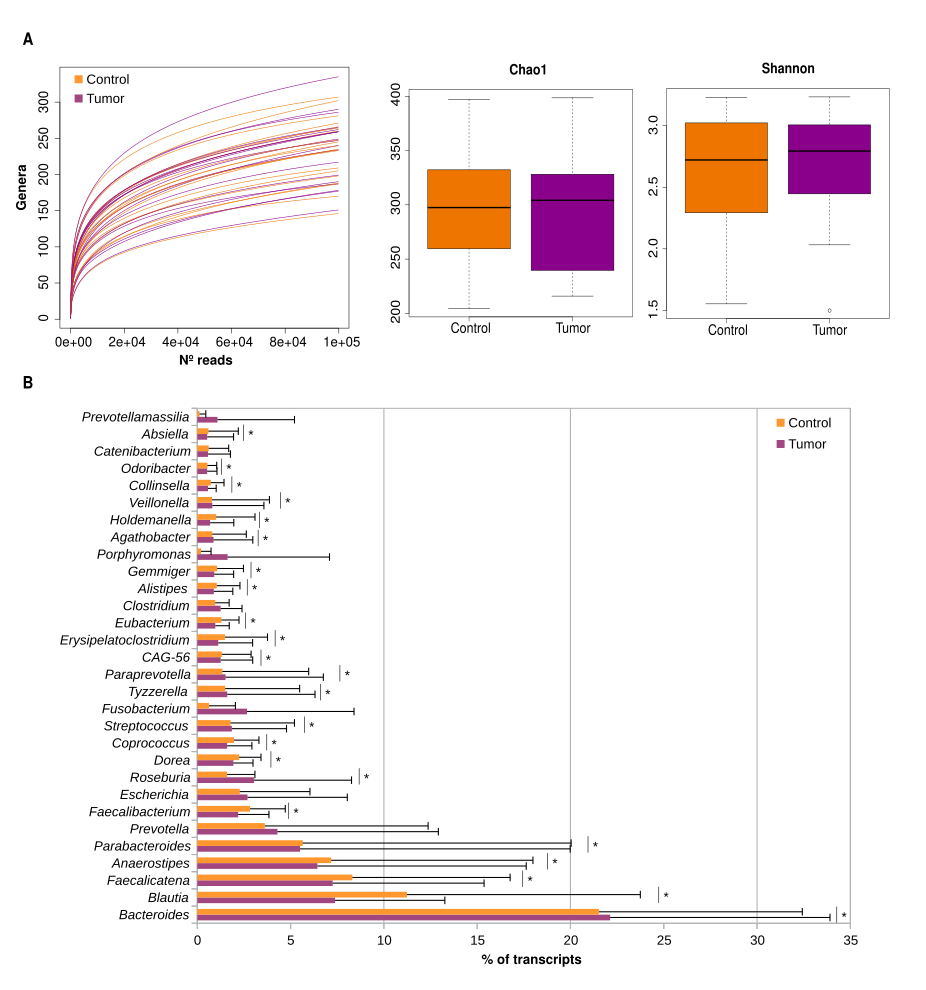 A
Control
Tumor
Genera
0
50
100
150
200
250
300
0e+00 2e+04 4e+04 6e+04 8e+04 1e+05
Nº reads
Chao1
200
250
300
350
400
Control Tumor
Shannon
1.5
2.0
2.5
3.0
Control Tumor
B
Control
Tumor
Prevotellamassilia
Absiella *
Catenibacterium
Odoribacter *
Collinsella *
Veillonella *
Holdemanella *
Agathobacter *
Porphyromonas
Gemmiger *
Alistipes *
Clostridium
Eubacterium *
Erysipelatoclostridium *
CAG-56 *
Paraprevotella *
Tyzzerella *
Fusobacterium
Streptococcus *
Coprococcus *
Dorea *
Roseburia *
Escherichia
Faecalibacterium *
Prevotella
Parabacteroides *
Anaerostipes *
Faecalicatena *
Blautia *
Bacteroides *
0 5 10 15 20 25 30 35
% of transcripts